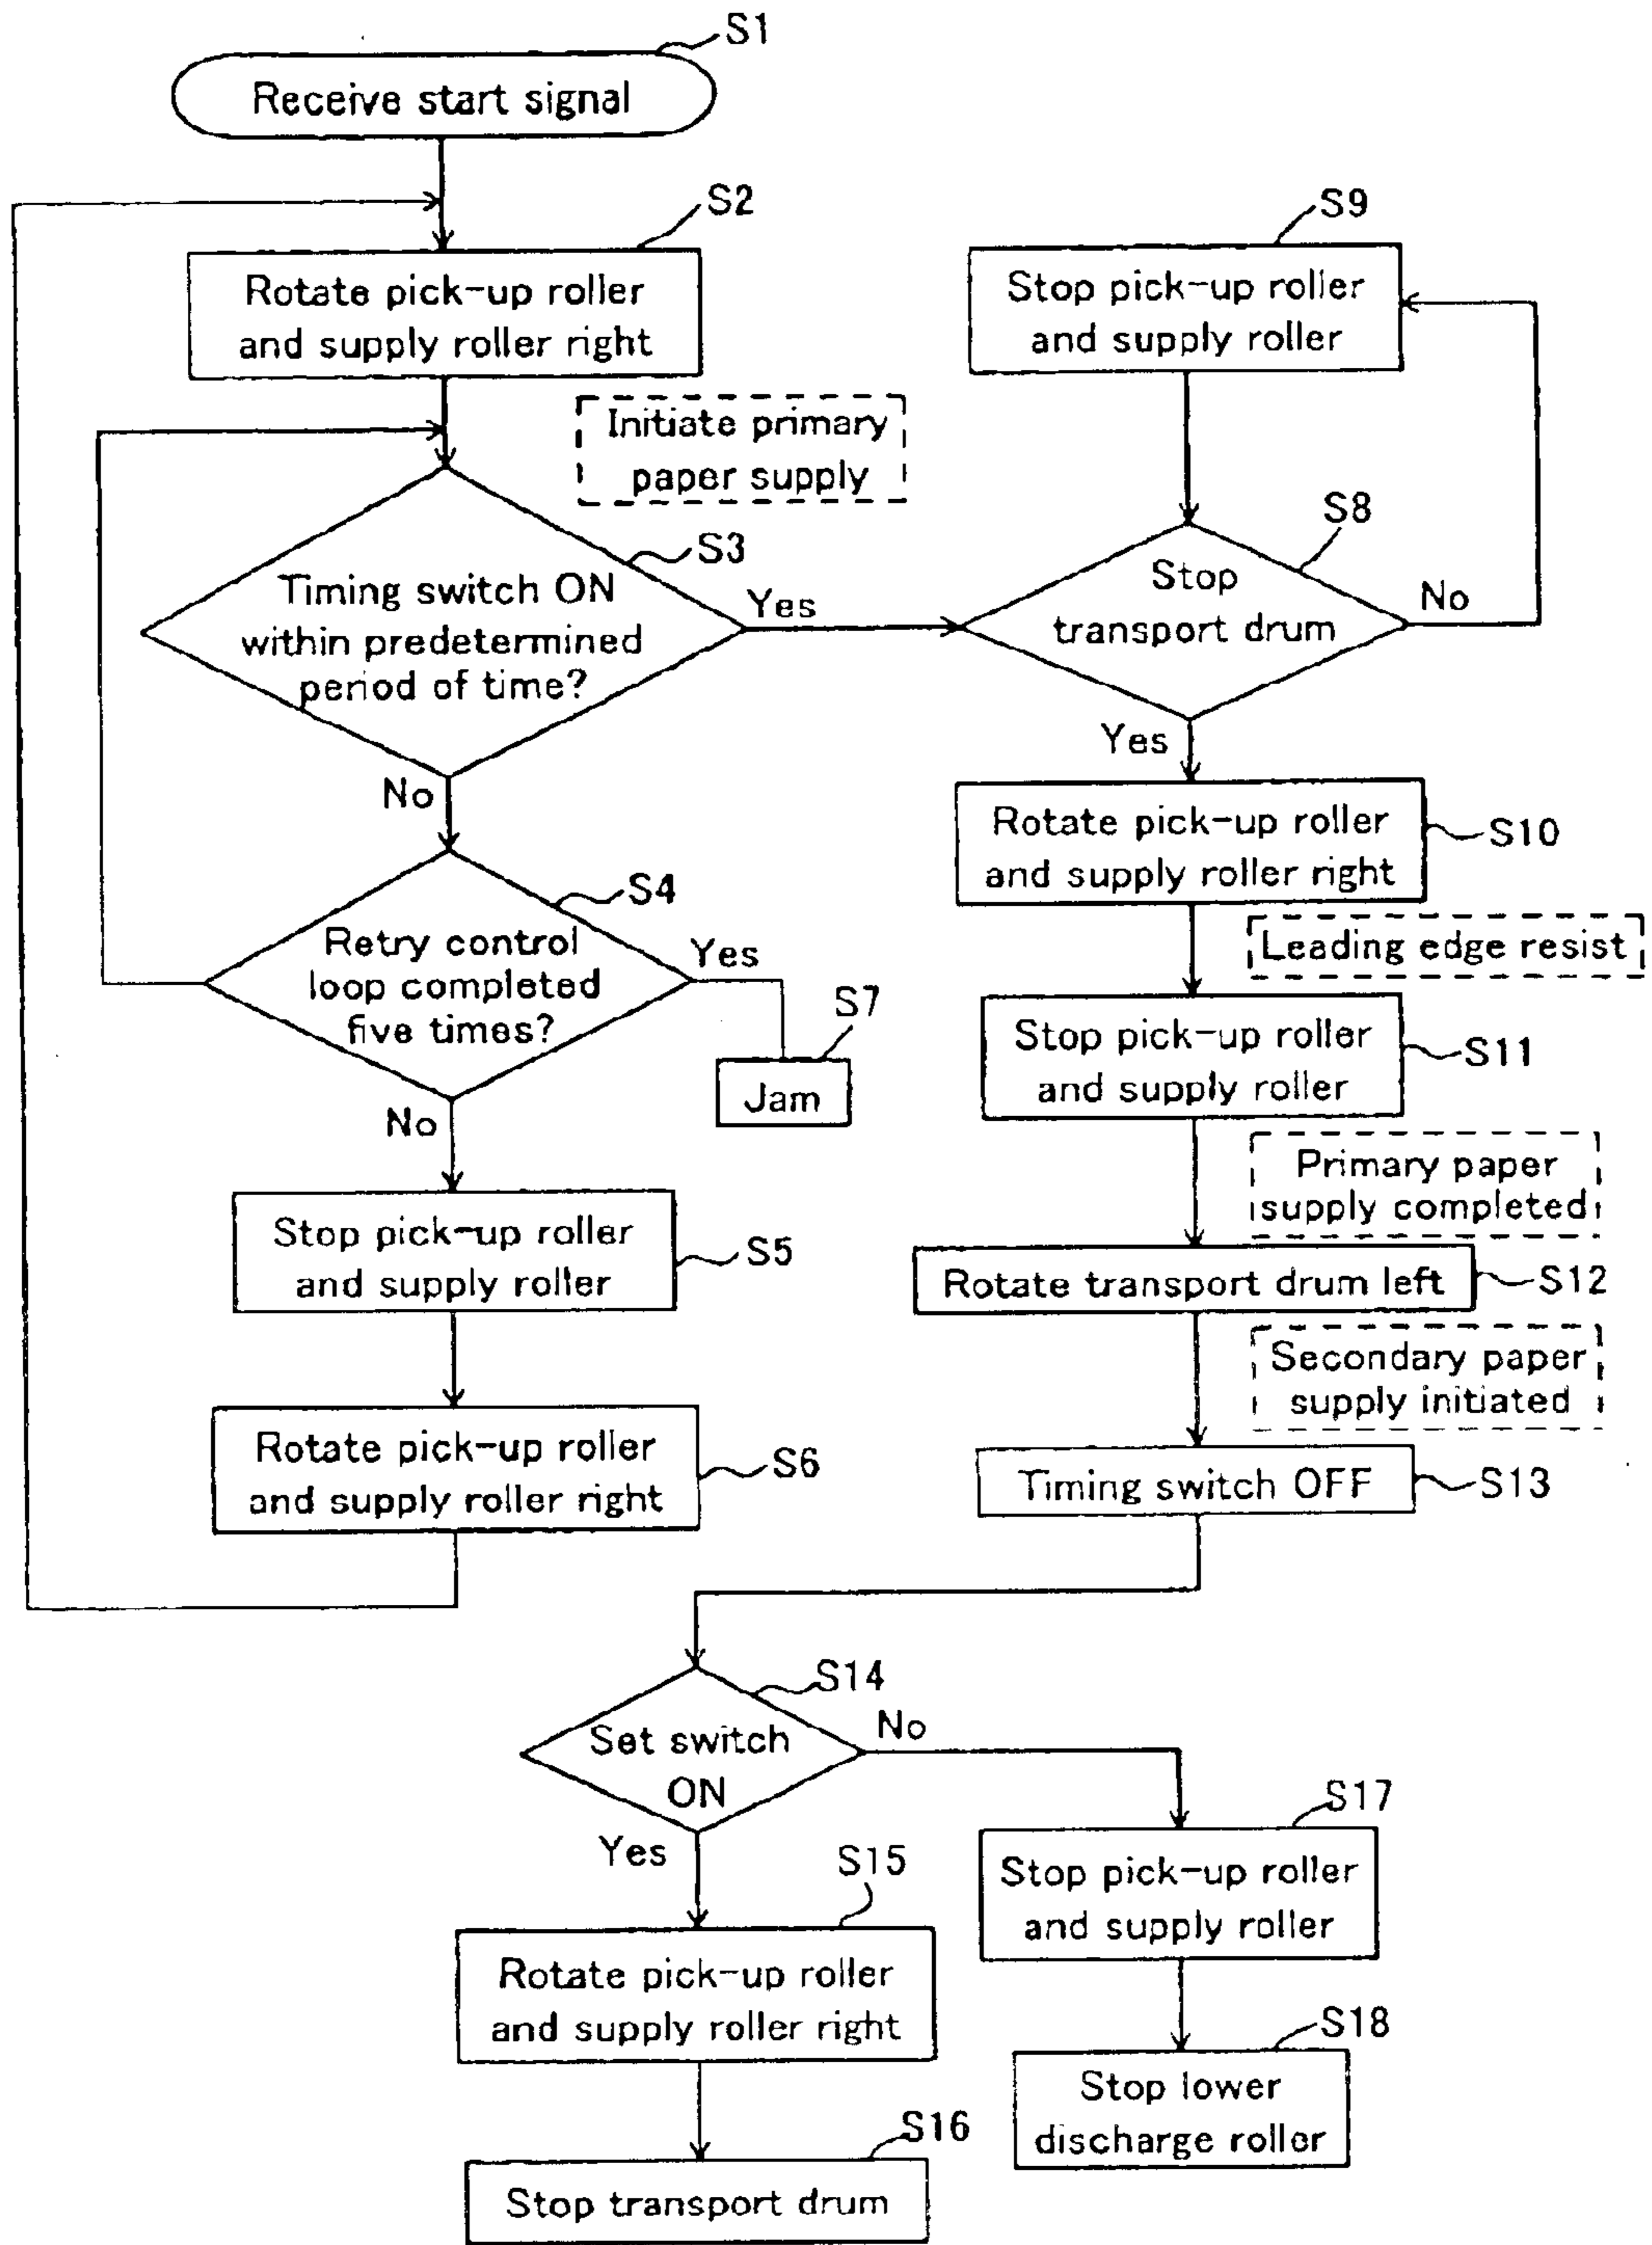 S1
Receive start signal
S2
Rotate pick-up roller
and supply roller right
Initiate primary
paper supply
S3
Timing switch ON
within predetermined
period of time?
Yes
No
S4
Retry control
loop completed
five times?
Yes
S7
Jam
No
Stop pick-up roller
and supply roller
S5
Rotate pick-up roller
and supply roller right
S6
S9
Stop pick-up roller
and supply roller
S8
Stop
transport drum
No
Yes
Rotate pick-up roller
and supply roller right
S10
Leading edge resist
Stop pick-up roller
and supply roller
S11
Primary paper
supply completed
Rotate transport drum left
S12
Secondary paper
supply initiated
Timing switch OFF
S13
S14
Set switch
ON
No
Yes
S15
Rotate pick-up roller
and supply roller right
S16
Stop transport drum
S17
Stop pick-up roller
and supply roller
S18
Stop lower
discharge roller